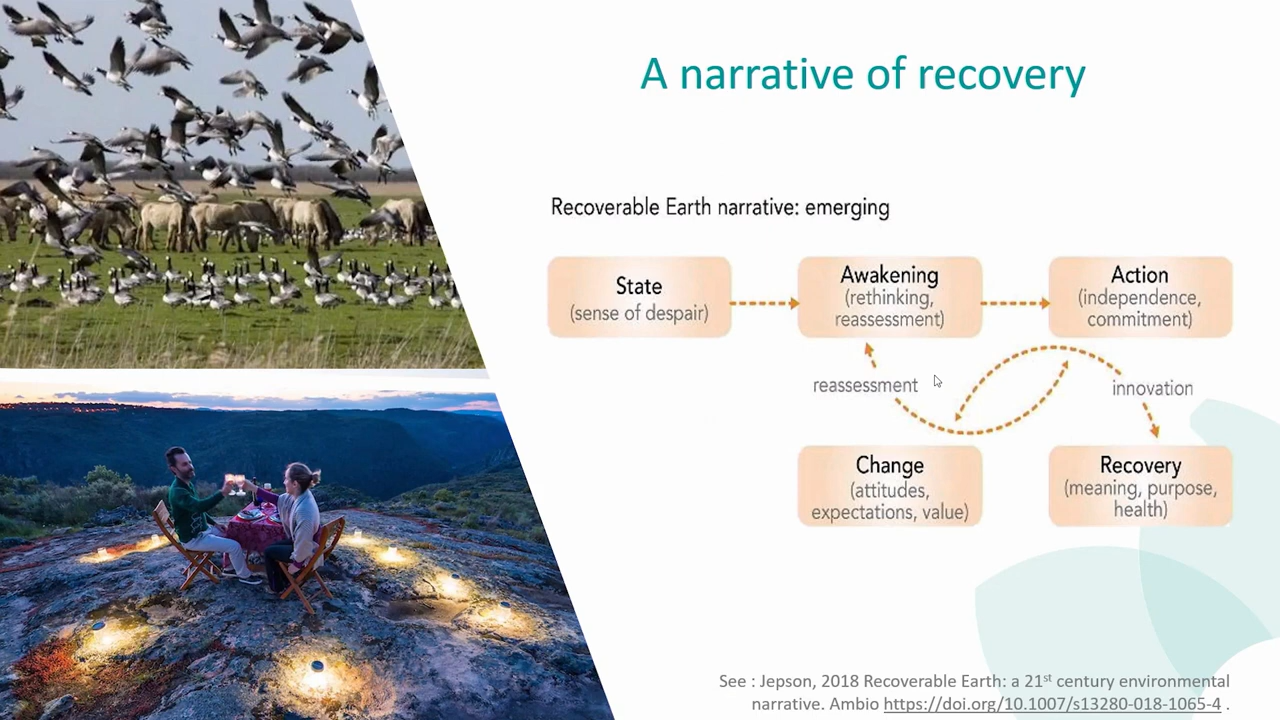 A narrative of recovery
Recoverable Earth narrative: emerging
State
(sense of despair)
Awakening
(rethinking,
reassessment)
Action
(independence,
commitment)
reassessment
innovation
Change
(attitudes,
expectations, value)
Recovery
(meaning, purpose,
health)
See : Jepson, 2018 Recoverable Earth: a 21st century environmental
narrative. Ambio https://doi.org/10.1007/s13280-018-1065-4 .